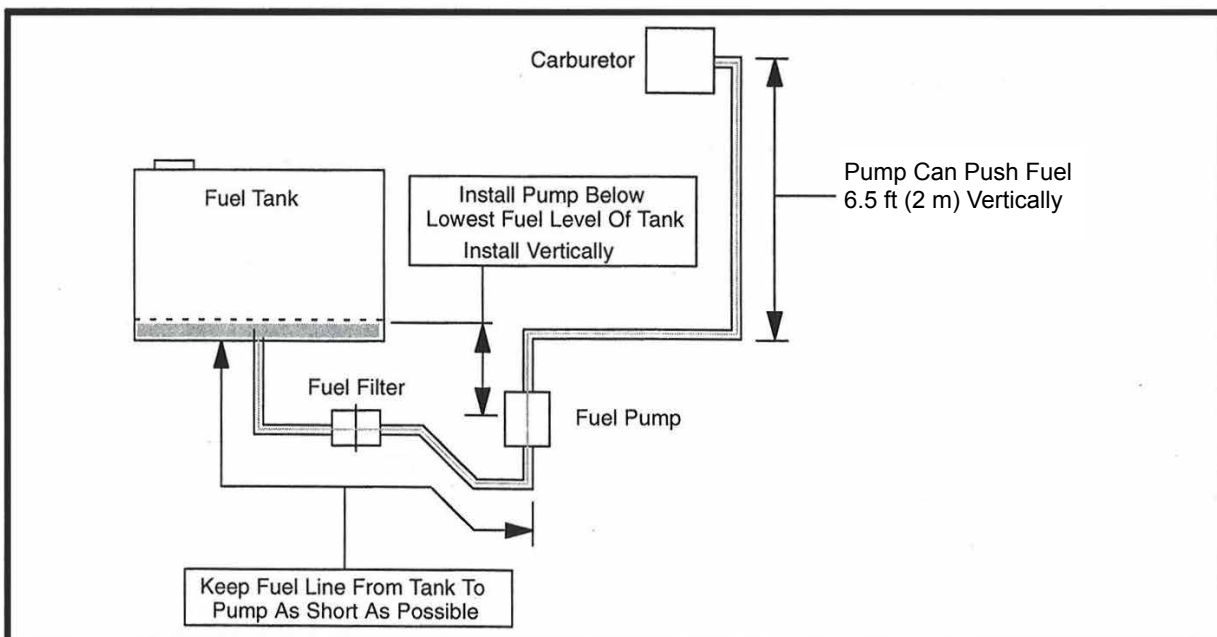 Carburetor
Pump Can Push Fuel
6.5 ft (2 m) Vertically
Fuel Tank
Install Pump Below
Lowest Fuel Level Of Tank
Install Vertically
Fuel Filter
Fuel Pump
Keep Fuel Line From Tank To
Pump As Short As Possible